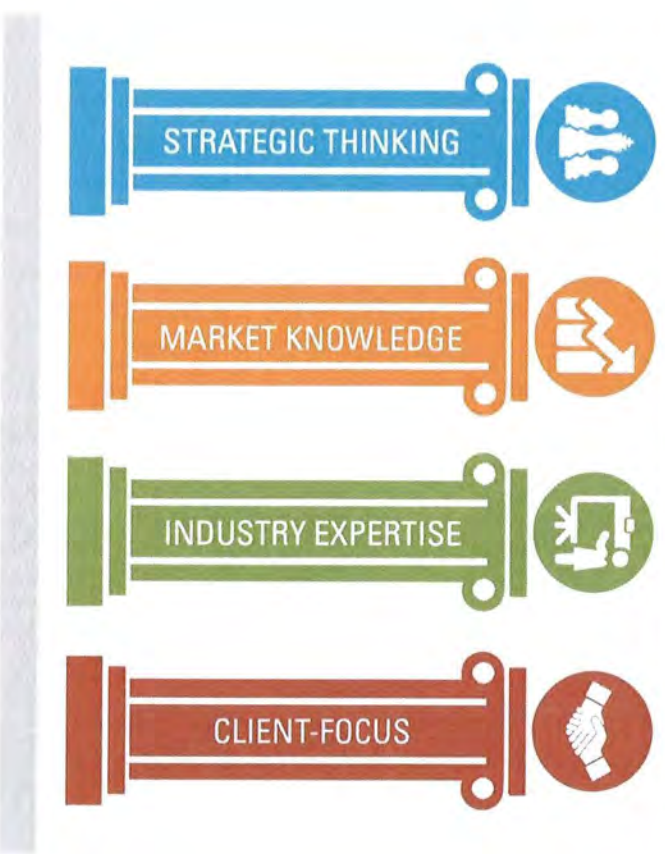 STRATEGIC THINKING
MARKET KNOWLEDGE
INDUSTRY EXPERTISE
CLIENT-FOCUS